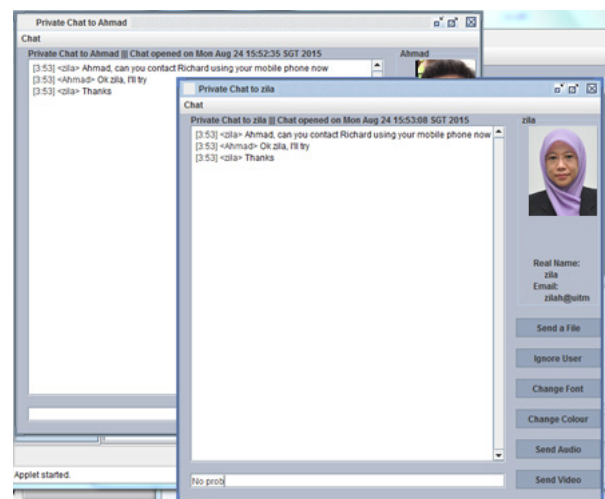 Private Chat to Ahmad
Chat
Private Chat to Ahmad ||| Chat opened on Mon Aug 24 15:52:35 SGT 2015
Ahmad
[3:53] <zila> Ahmad, can you contact Richard using your mobile phone now
[3:53] <Ahmad> Ok zila, I'll try
[3:53] <zila> Thanks
Private Chat to zila
Chat
Private Chat to zila ||| Chat opened on Mon Aug 24 15:53:08 SGT 2015
zila
[3:53] <zila> Ahmad, can you contact Richard using your mobile phone now
[3:53] <Ahmad> Ok zila, I'll try
[3:53] <zila> Thanks
Real Name:
zila
Email:
zilah@uitm
Send a File
Ignore User
Change Font
Change Colour
Send Audio
Send Video
No prob
Applet started.